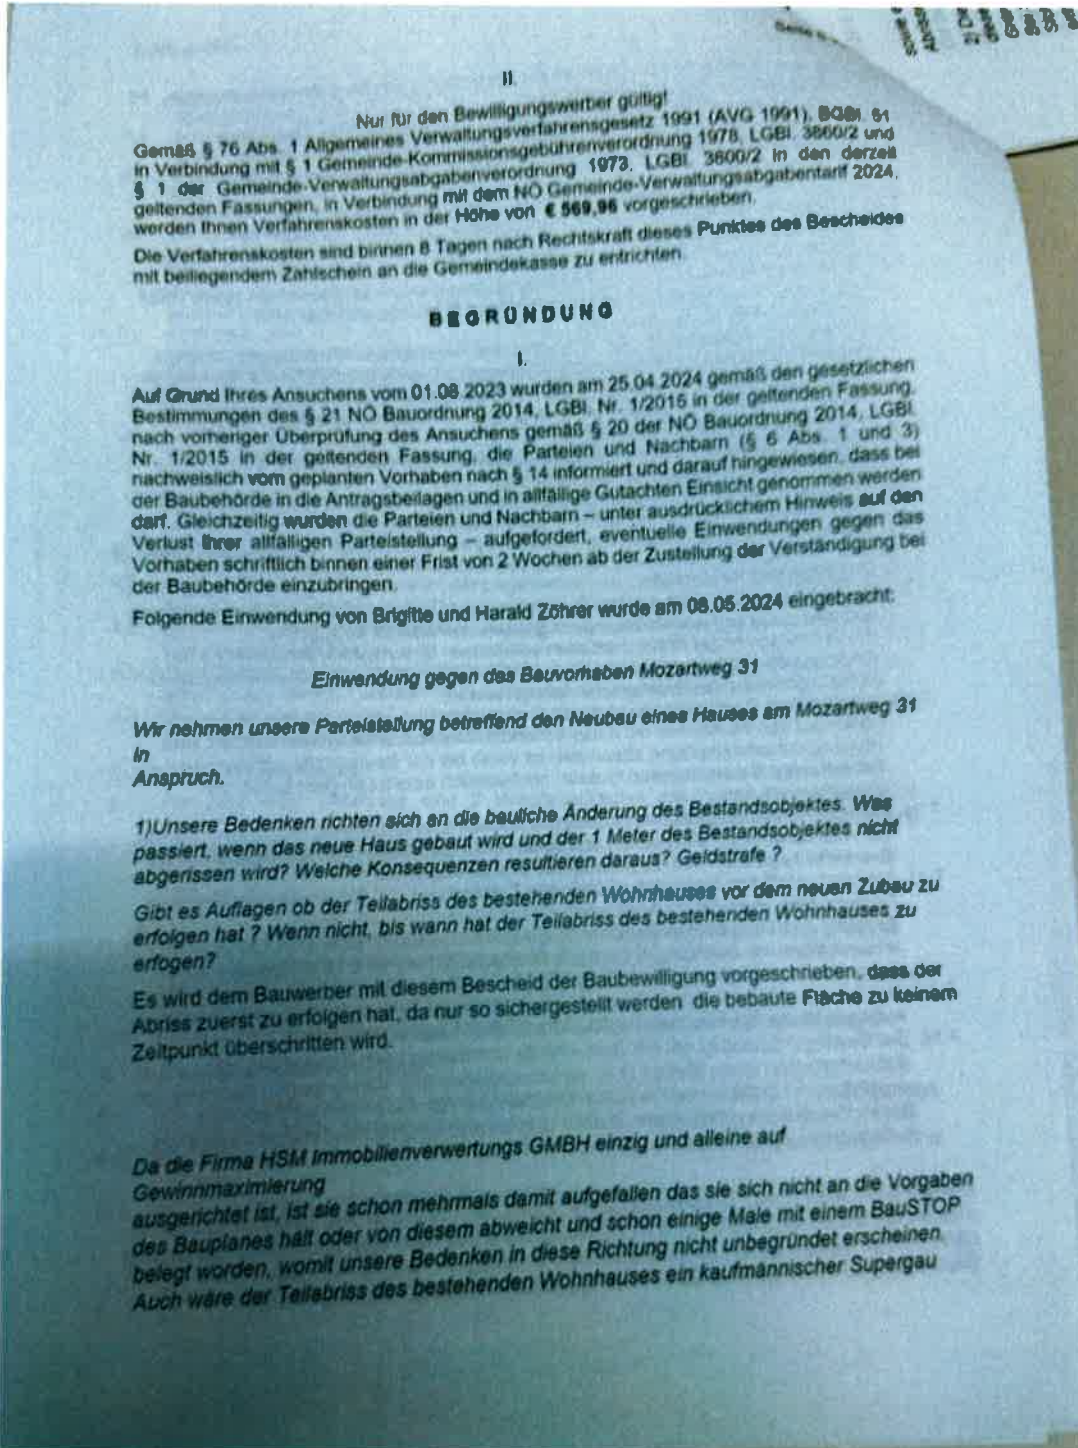 II
Nur für den Bewilligungswerber gültig!
Gemäß § 76 Abs. 1 Allgemeines Verwaltungsverfahrensgesetz 1991 (AVG 1991), BGBl. 51
in Verbindung mit § 1 Gemeinde-Kommissionsgebührenverordnung 1978, LGBl. 3860/2 und
§ 1 der Gemeinde-Verwaltungsabgabenverordnung 1973, LGBl. 3800/2 in den derzeit
geltenden Fassungen, in Verbindung mit dem NÖ Gemeinde-Verwaltungsabgabentarif 2024,
werden Ihnen Verfahrenskosten in der Höhe von € 569,96 vorgeschrieben.
Die Verfahrenskosten sind binnen 8 Tagen nach Rechtskraft dieses Punktes des Bescheides
mit beiliegendem Zahlschein an die Gemeindekasse zu entrichten.
BEGRÜNDUNG
I.
Auf Grund Ihres Ansuchens vom 01.08.2023 wurden am 25.04.2024 gemäß den gesetzlichen
Bestimmungen des § 21 NÖ Bauordnung 2014, LGBl. Nr. 1/2015 in der geltenden Fassung,
nach vorheriger Überprüfung des Ansuchens gemäß § 20 der NÖ Bauordnung 2014, LGBl.
Nr. 1/2015 in der geltenden Fassung, die Parteien und Nachbarn (§ 6 Abs. 1 und 3)
nachweislich vom geplanten Vorhaben nach § 14 informiert und darauf hingewiesen, dass bei
der Baubehörde in die Antragsbeilagen und in allfällige Gutachten Einsicht genommen werden
darf. Gleichzeitig wurden die Parteien und Nachbarn – unter ausdrücklichem Hinweis auf den
Verlust Ihrer allfälligen Parteistellung – aufgefordert, eventuelle Einwendungen gegen das
Vorhaben schriftlich binnen einer Frist von 2 Wochen ab der Zustellung der Verständigung bei
der Baubehörde einzubringen.
Folgende Einwendung von Brigitte und Harald Zöhrer wurde am 08.05.2024 eingebracht:
Einwendung gegen das Bauvorhaben Mozartweg 31
Wir nehmen unsere Parteistellung betreffend den Neubau eines Hauses am Mozartweg 31
in
Anspruch.
1)Unsere Bedenken richten sich an die bauliche Änderung des Bestandsobjektes. Was
passiert, wenn das neue Haus gebaut wird und der 1 Meter des Bestandsobjektes nicht
abgerissen wird? Welche Konsequenzen resultieren daraus? Geldstrafe ?
Gibt es Auflagen ob der Teilabriss des bestehenden Wohnhauses vor dem neuen Zubau zu
erfolgen hat ? Wenn nicht, bis wann hat der Teilabriss des bestehenden Wohnhauses zu
erfogen?
Es wird dem Bauwerber mit diesem Bescheid der Baubewilligung vorgeschrieben, dass der
Abriss zuerst zu erfolgen hat, da nur so sichergestellt werden die bebaute Fläche zu keinem
Zeitpunkt überschritten wird.
Da die Firma HSM Immobilienverwertungs GMBH einzig und alleine auf
Gewinnmaximierung
ausgerichtet ist, ist sie schon mehrmals damit aufgefallen das sie sich nicht an die Vorgaben
des Bauplanes hält oder von diesem abweicht und schon einige Male mit einem BauSTOP
belegt worden, womit unsere Bedenken in diese Richtung nicht unbegründet erscheinen.
Auch wäre der Teilabriss des bestehenden Wohnhauses ein kaufmännischer Supergau